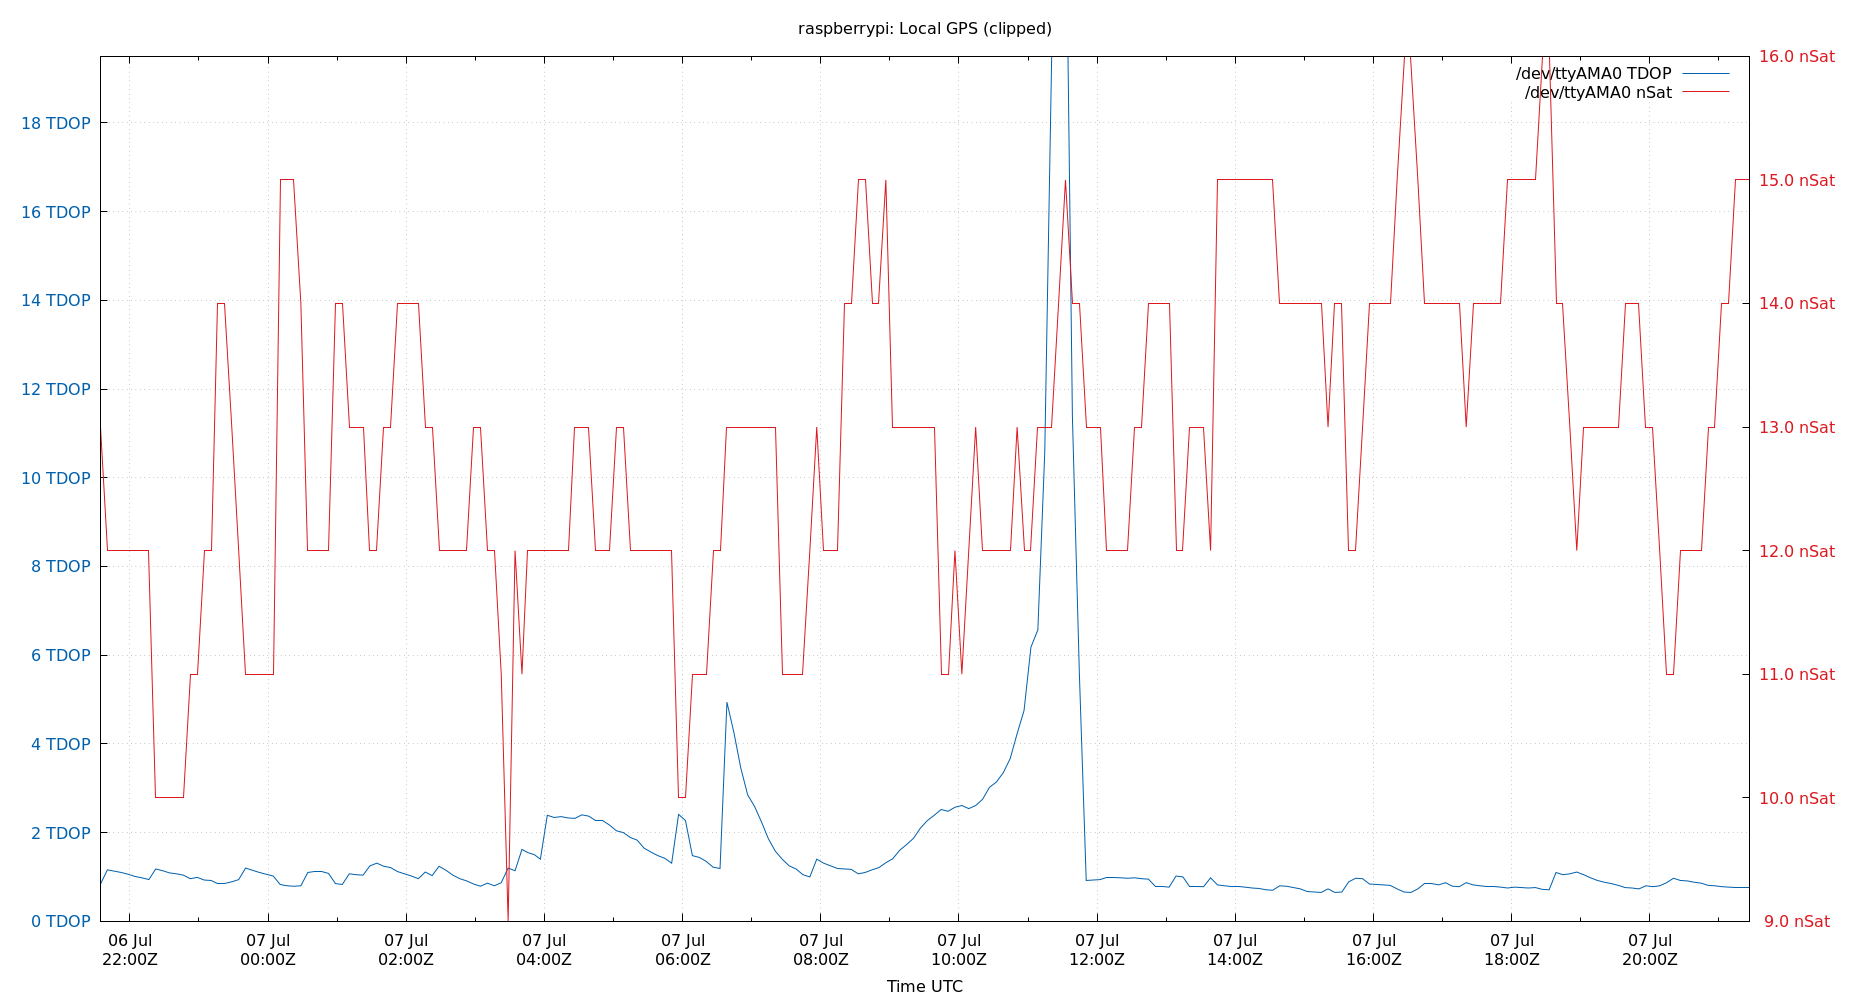 raspberrypi: Local GPS (clipped)
/dev/ttyAMA0 TDOP
/dev/ttyAMA0 nSat
18 TDOP
16 TDOP
14 TDOP
12 TDOP
10 TDOP
8 TDOP
6 TDOP
4 TDOP
2 TDOP
0 TDOP
16.0 nSat
15.0 nSat
14.0 nSat
13.0 nSat
12.0 nSat
11.0 nSat
10.0 nSat
9.0 nSat
06 Jul
22:00Z
07 Jul
00:00Z
07 Jul
02:00Z
07 Jul
04:00Z
07 Jul
06:00Z
07 Jul
08:00Z
07 Jul
10:00Z
07 Jul
12:00Z
07 Jul
14:00Z
07 Jul
16:00Z
07 Jul
18:00Z
07 Jul
20:00Z
Time UTC